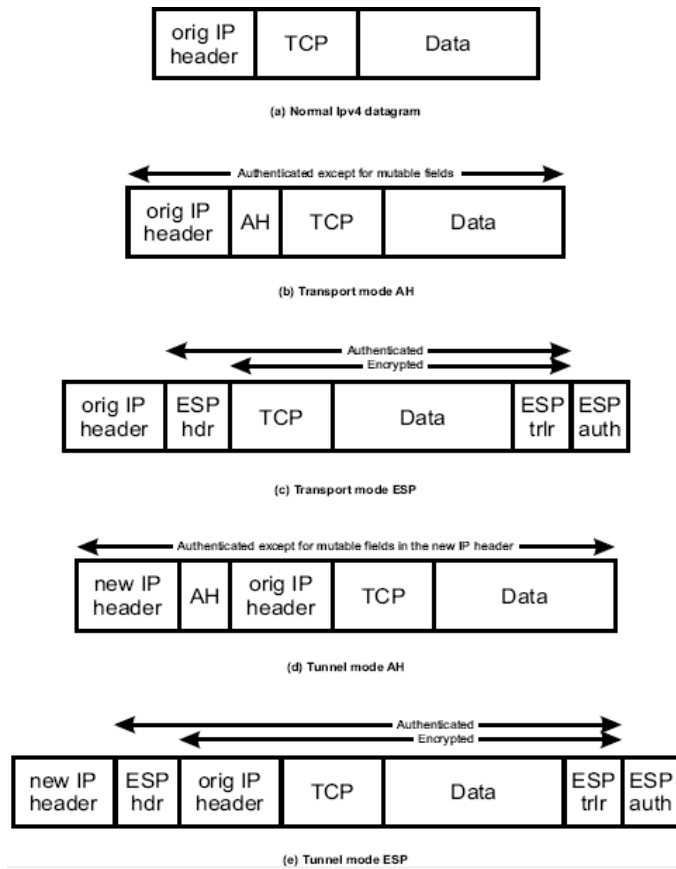 orig IP header TCP Data
(a) Normal Ipv4 datagram
Authenticated except for mutable fields
orig IP header AH TCP Data
(b) Transport mode AH
Authenticated
Encrypted
orig IP header ESP hdr TCP Data ESP trlr ESP auth
(c) Transport mode ESP
Authenticated except for mutable fields in the new IP header
new IP header AH orig IP header TCP Data
(d) Tunnel mode AH
Authenticated
Encrypted
new IP header ESP hdr orig IP header TCP Data ESP trlr ESP auth
(e) Tunnel mode ESP